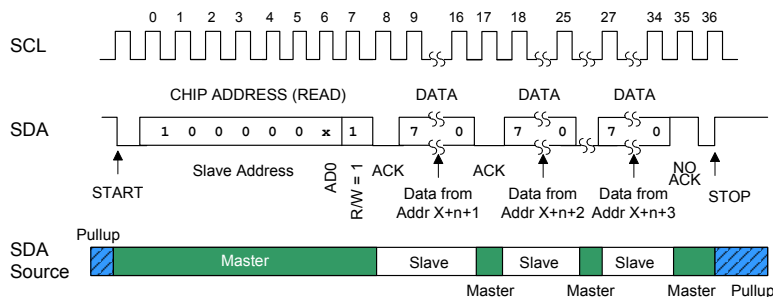 0 1 2 3 4 5 6 7 8 9 16 17 18 25 27 34 35 36
SCL
CHIP ADDRESS (READ) DATA DATA DATA
SDA 1 0 0 0 0 0 x 1 7 0 7 0 7 0
START Slave Address AD0 R/W = 1 ACK ACK NO ACK STOP
Data from Addr X+n+1
Data from Addr X+n+2
Data from Addr X+n+3
Pullup
SDA Source
Master Slave Slave Slave
Master Master Master Pullup